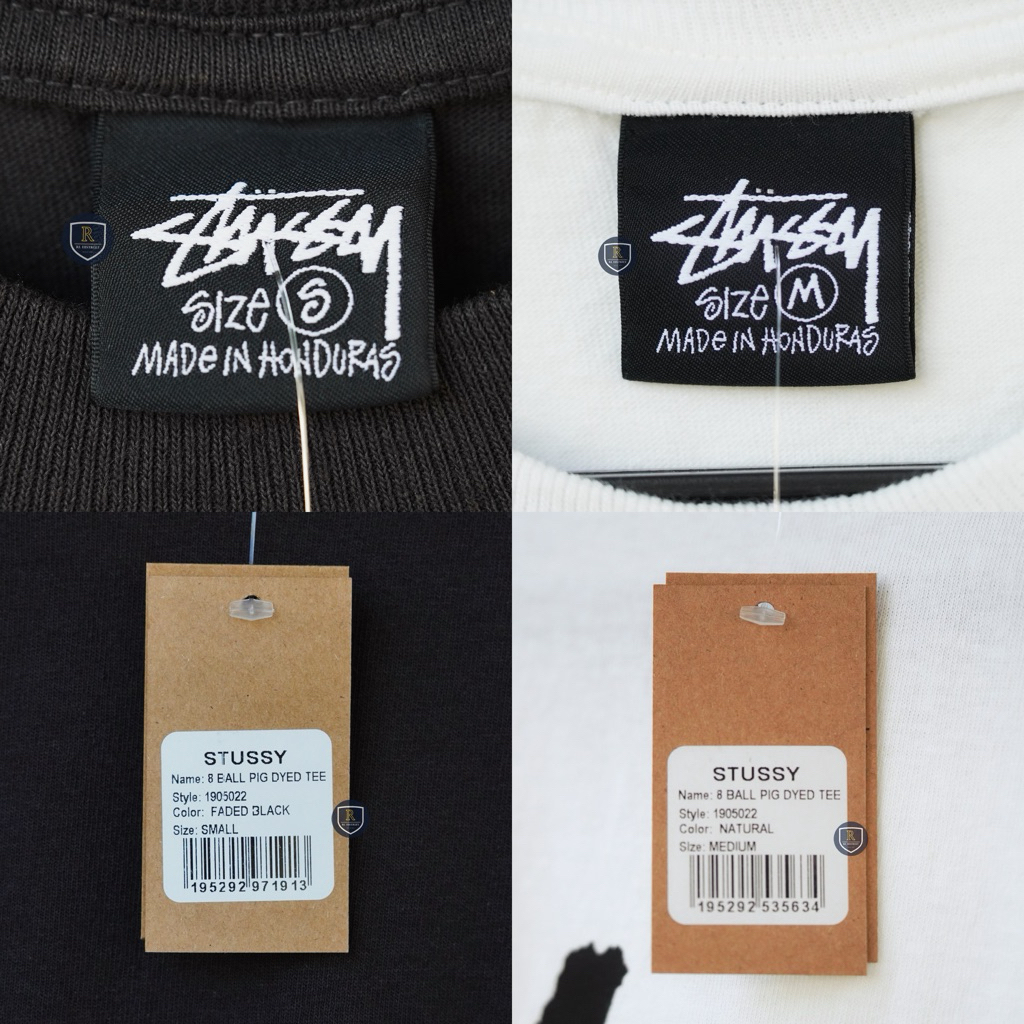 Stüssy
SIZE S
MADE IN HONDURAS
Stüssy
SIZE M
MADE IN HONDURAS
STUSSY
Name: 8 BALL PIG DYED TEE
Style: 1905022
Color: FADED BLACK
Size: SMALL
195292 971913
STUSSY
Name: 8 BALL PIG DYED TEE
Style: 1905022
Color: NATURAL
Size: MEDIUM
195292 535634
R
R
R
R